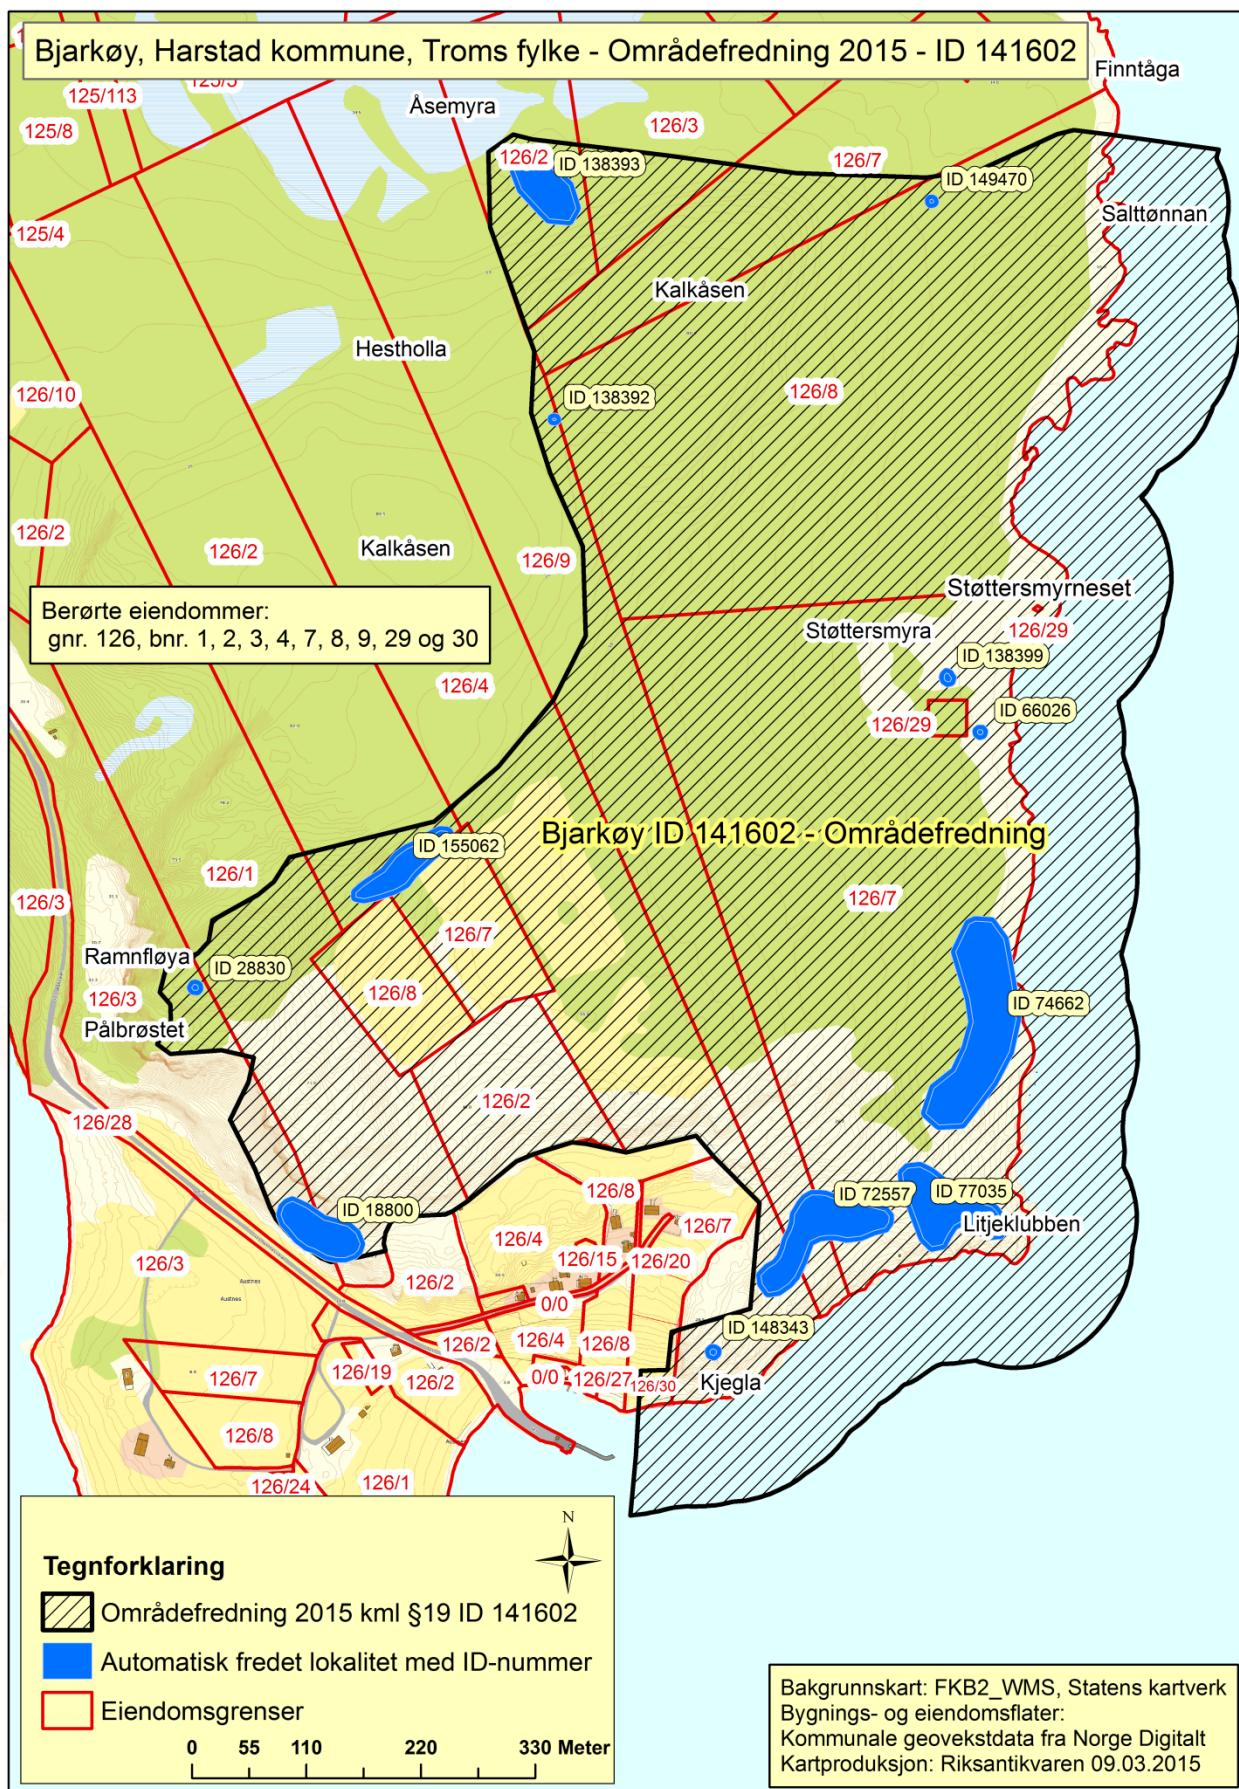 Bjarkøy, Harstad kommune, Troms fylke - Områdefredning 2015 - ID 141602
Finntåga
125/113
125/5
Åsemyra
125/8
126/3
126/2
ID 138393
126/7
ID 149470
Salttønnan
125/4
Kalkåsen
Hestholla
126/10
ID 138392
126/8
126/2
126/2
Kalkåsen
126/9
Berørte eiendommer:
gnr. 126, bnr. 1, 2, 3, 4, 7, 8, 9, 29 og 30
Støttersmyrneset
Støttersmyra
126/29
ID 138399
126/4
ID 66026
126/29
Bjarkøy ID 141602 - Områdefredning
ID 155062
126/1
126/3
126/7
126/7
Ramnfløya
ID 28830
126/8
126/3
ID 74662
Pålbrøstet
126/2
126/28
126/8
ID 72557
ID 77035
ID 18800
Litjeklubben
126/7
126/4
126/15
126/20
126/3
126/2
Austnes
Austnes
0/0
ID 148343
126/2
126/4
126/8
126/19
126/7
126/2
0/0
126/27
126/30
Kjegla
126/8
126/24
126/1
N
Tegnforklaring
Områdefredning 2015 kml §19 ID 141602
Automatisk fredet lokalitet med ID-nummer
Eiendomsgrenser
0 55 110 220 330 Meter
Bakgrunnskart: FKB2_WMS, Statens kartverk
Bygnings- og eiendomsflater:
Kommunale geovekstdata fra Norge Digitalt
Kartproduksjon: Riksantikvaren 09.03.2015